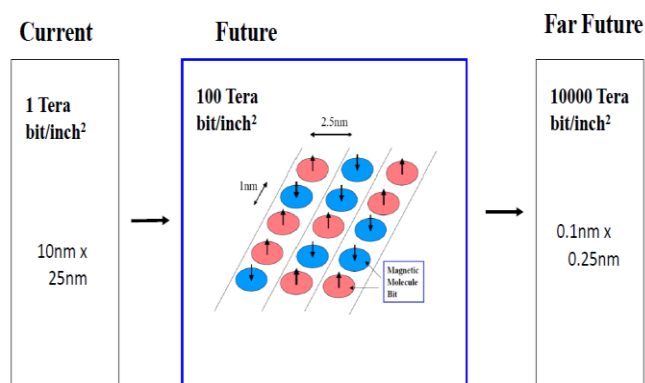 Current
Future
Far Future
1 Tera
bit/inch²
10nm x
25nm
100 Tera
bit/inch²
2.5nm
1nm
Magnetic
Molecule
Bit
10000 Tera
bit/inch²
0.1nm x
0.25nm